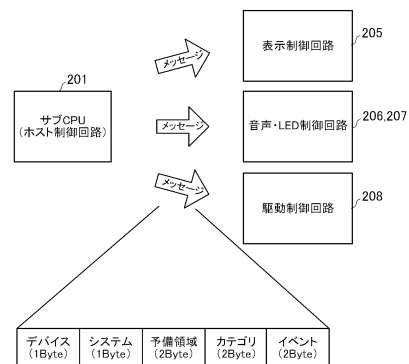 201
サブCPU
(ホスト制御回路)
メッセージ
表示制御回路
205
メッセージ
音声・LED制御回路
206,207
メッセージ
駆動制御回路
208
デバイス
(1Byte)
システム
(1Byte)
予備領域
(2Byte)
カテゴリ
(2Byte)
イベント
(2Byte)